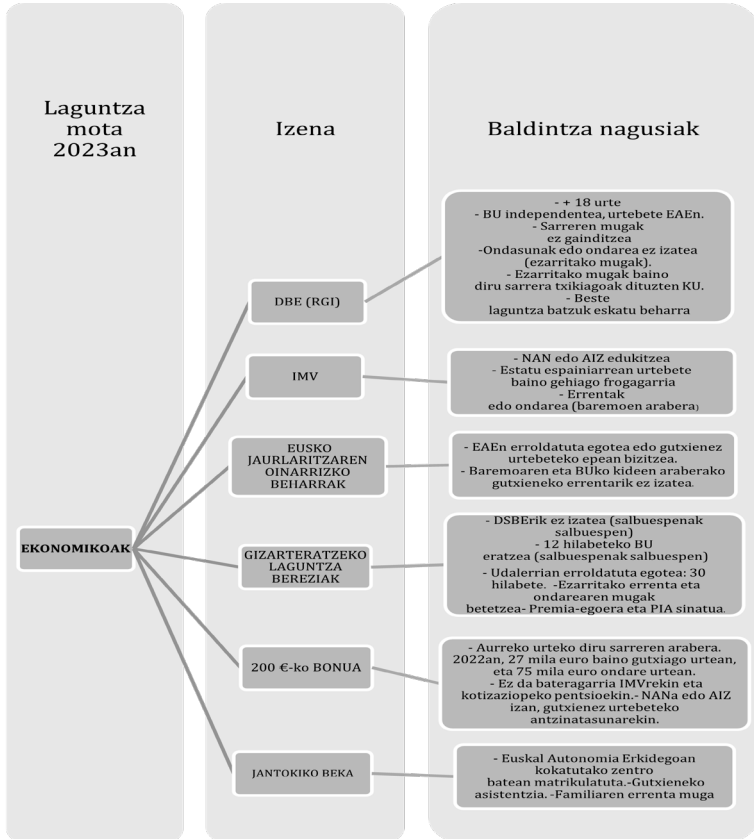 Laguntza
mota
2023an
Izena
Baldintza nagusiak
EKONOMIKOAK
DBE (RGI)
- + 18 urte
- BU independentea, urtebete EAEn.
- Sarreren mugak
ez gainditzea
-Ondasunak edo ondarea ez izatea
(ezarritako mugak).
- Ezarritako mugak baino
diru sarrera txikiagoak dituzten KU.
- Beste
laguntza batzuk eskatu beharra
IMV
- NAN edo AIZ edukitzea
- Estatu espainiarrean urtebete
baino gehiago frogagarria
- Errentak
edo ondarea (baremoen arabera)
EUSKO
JAURLARITZAREN
OINARRIZKO
BEHARRAK
- EAEn erroldatuta egotea edo gutxienez
urtebeteko epean bizitzea.
- Baremoaren eta BUko kideen araberako
gutxieneko errentarik ez izatea.
GIZARTERATZEKO
LAGUNTZA
BEREZIAK
- DSBErik ez izatea (salbuespenak
salbuespen)
- 12 hilabeteko BU
eratzea (salbuespenak salbuespen)
- Udalerrian erroldatuta egotea: 30
hilabete. -Ezarritako errenta eta
ondarearen mugak
betetzea- Premia-egoera eta PIA sinatua.
200 €-ko BONUA
- Aurreko urteko diru sarreren arabera.
2022an, 27 mila euro baino gutxiago urtean,
eta 75 mila euro ondare urtean.
- Ez da bateragarria IMVrekin eta
kotizaziopeko pentsioekin.- NANa edo AIZ
izan, gutxienez urtebeteko
antzinatasunarekin.
JANTOKIKO BEKA
- Euskal Autonomia Erkidegoan
kokatutako zentro
batean matrikulatuta.-Gutxieneko
asistentzia. -Familiaren errenta muga